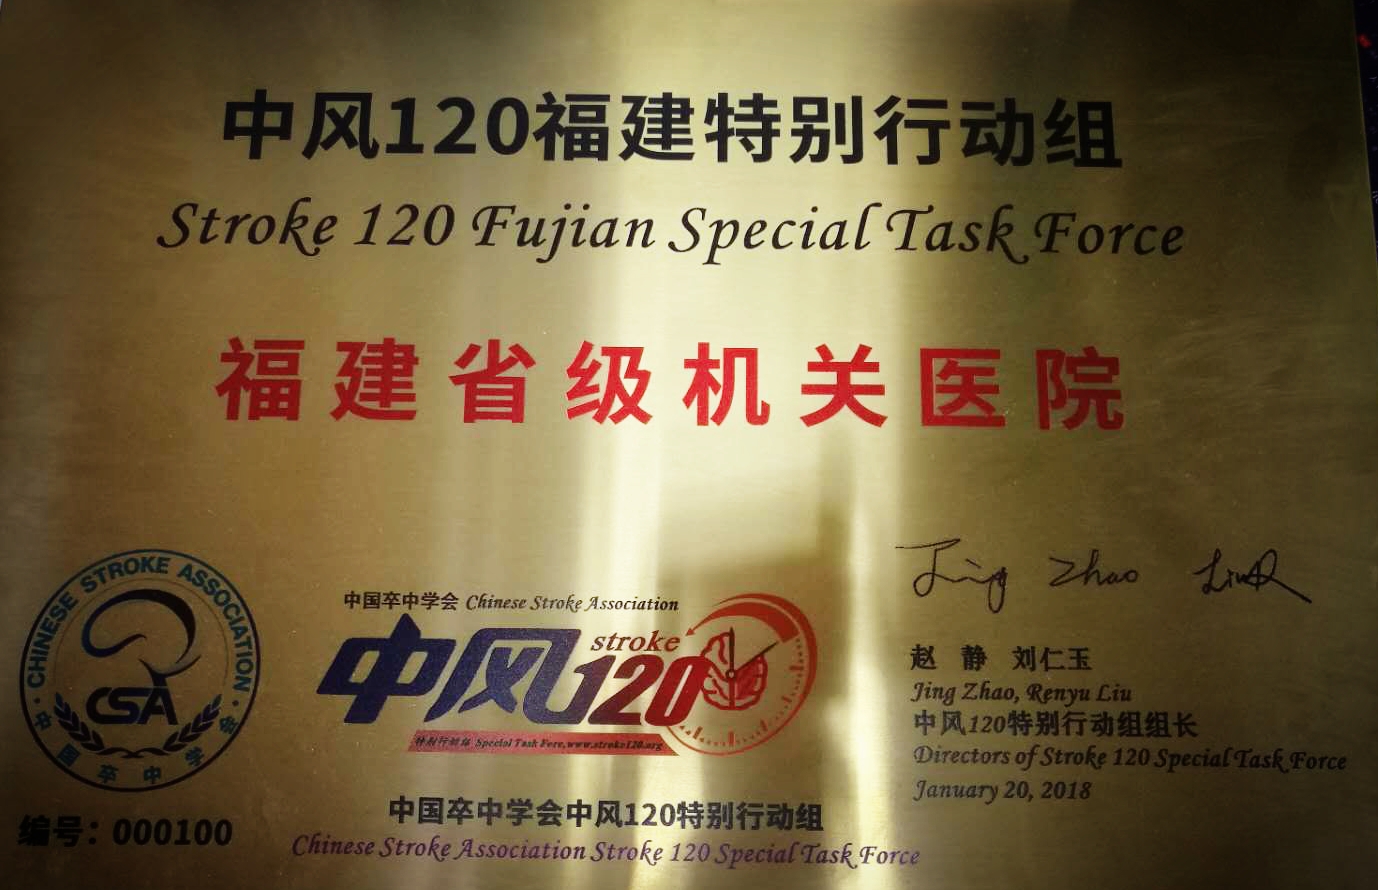 中风120福建特别行动组
Stroke 120 Fujian Special Task Force
福建省级机关医院
Jing Zhao
赵 静 刘仁玉
Jing Zhao, Renyu Liu
中风120特别行动组组长
Directors of Stroke 120 Special Task Force
January 20, 2018
CHINESE STROKE ASSOCIATION
CSA
中国卒中学会
编号：000100
中国卒中学会 Chinese Stroke Association
中风120
stroke
特别行动组 Special Task Fore, www.stroke120.org
中国卒中学会中风120特别行动组
Chinese Stroke Association Stroke 120 Special Task Force